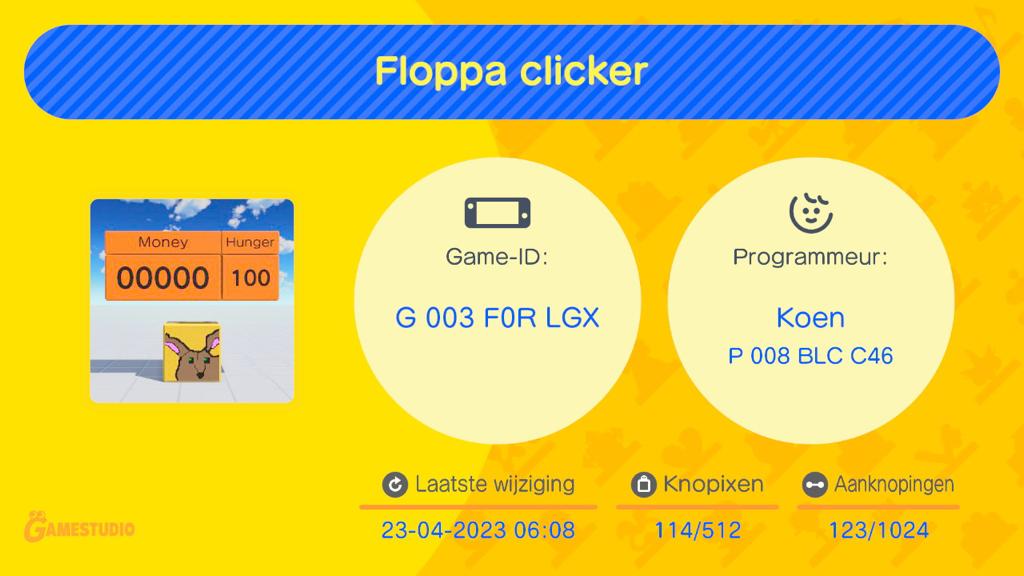 Floppa clicker
Money Hunger
00000 100
Game-ID:
G 003 F0R LGX
Programmeur:
Koen
P 008 BLC C46
Laatste wijziging
23-04-2023 06:08
Knopixen
114/512
Aanknopingen
123/1024
GAMESTUDIO